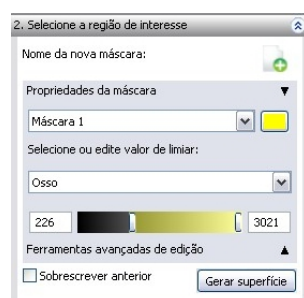 2. Selecione a região de interesse
Nome da nova máscara:
Propriedades da máscara
Máscara 1
Selecione ou edite valor de limiar:
Osso
226 3021
Ferramentas avançadas de edição
Sobrescrever anterior Gerar superfície